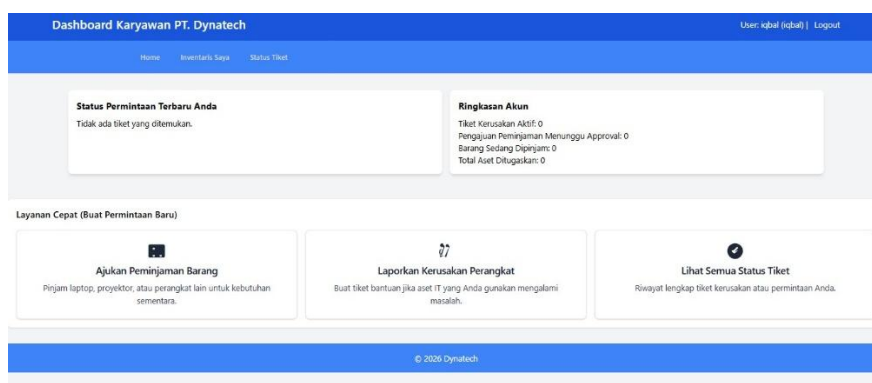 Dashboard Karyawan PT. Dynatech
User: iqbal (iqbal) | Logout
Home Inventaris Saya Status Tiket
Status Permintaan Terbaru Anda
Tidak ada tiket yang ditemukan.
Ringkasan Akun
Tiket Kerusakan Aktif: 0
Pengajuan Peminjaman Menunggu Approval: 0
Barang Sedang Dipinjam: 0
Total Aset Ditugaskan: 0
Layanan Cepat (Buat Permintaan Baru)
Ajukan Peminjaman Barang
Pinjam laptop, proyektor, atau perangkat lain untuk kebutuhan
sementara.
Laporkan Kerusakan Perangkat
Buat tiket bantuan jika aset IT yang Anda gunakan mengalami
masalah.
Lihat Semua Status Tiket
Riwayat lengkap tiket kerusakan atau permintaan Anda.
© 2026 Dynatech